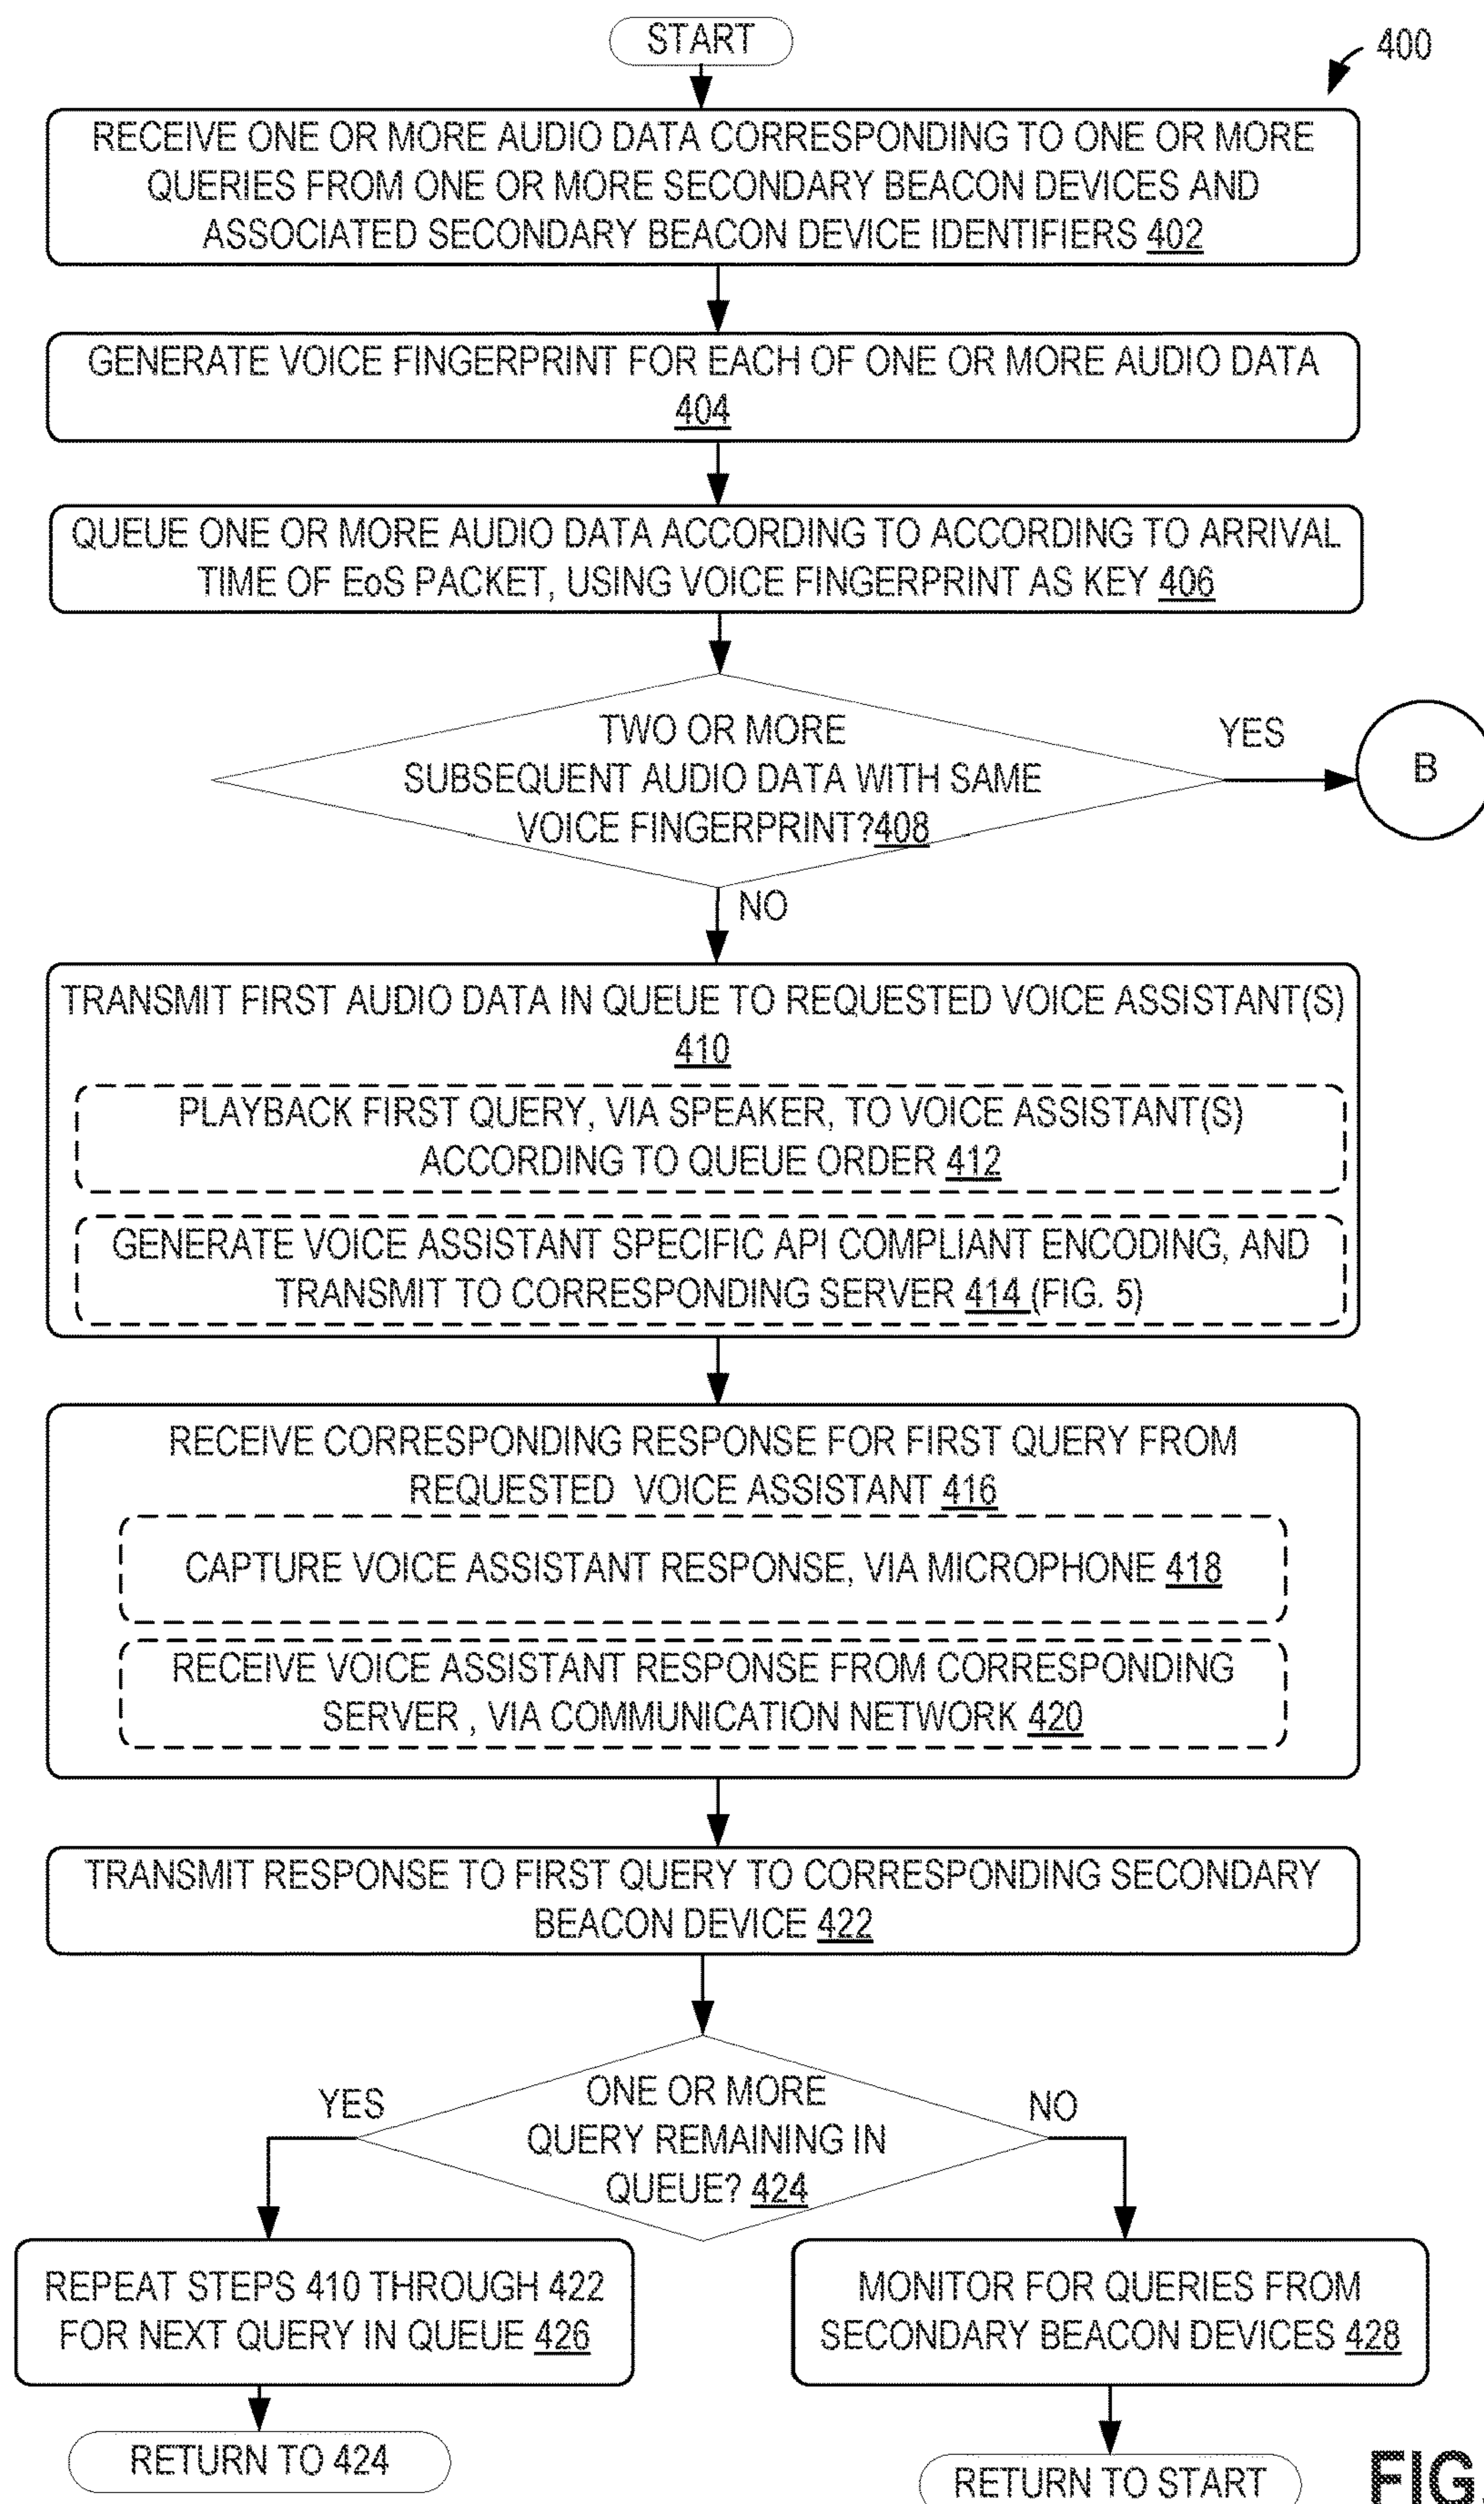 START
400
RECEIVE ONE OR MORE AUDIO DATA CORRESPONDING TO ONE OR MORE
QUERIES FROM ONE OR MORE SECONDARY BEACON DEVICES AND
ASSOCIATED SECONDARY BEACON DEVICE IDENTIFIERS 402
GENERATE VOICE FINGERPRINT FOR EACH OF ONE OR MORE AUDIO DATA
404
QUEUE ONE OR MORE AUDIO DATA ACCORDING TO ACCORDING TO ARRIVAL
TIME OF EoS PACKET, USING VOICE FINGERPRINT AS KEY 406
TWO OR MORE
SUBSEQUENT AUDIO DATA WITH SAME
VOICE FINGERPRINT?408
YES
B
NO
TRANSMIT FIRST AUDIO DATA IN QUEUE TO REQUESTED VOICE ASSISTANT(S)
410
PLAYBACK FIRST QUERY, VIA SPEAKER, TO VOICE ASSISTANT(S)
ACCORDING TO QUEUE ORDER 412
GENERATE VOICE ASSISTANT SPECIFIC API COMPLIANT ENCODING, AND
TRANSMIT TO CORRESPONDING SERVER 414 (FIG. 5)
RECEIVE CORRESPONDING RESPONSE FOR FIRST QUERY FROM
REQUESTED VOICE ASSISTANT 416
CAPTURE VOICE ASSISTANT RESPONSE, VIA MICROPHONE 418
RECEIVE VOICE ASSISTANT RESPONSE FROM CORRESPONDING
SERVER , VIA COMMUNICATION NETWORK 420
TRANSMIT RESPONSE TO FIRST QUERY TO CORRESPONDING SECONDARY
BEACON DEVICE 422
ONE OR MORE
QUERY REMAINING IN
QUEUE? 424
YES
NO
REPEAT STEPS 410 THROUGH 422
FOR NEXT QUERY IN QUEUE 426
RETURN TO 424
MONITOR FOR QUERIES FROM
SECONDARY BEACON DEVICES 428
RETURN TO START
FIG.